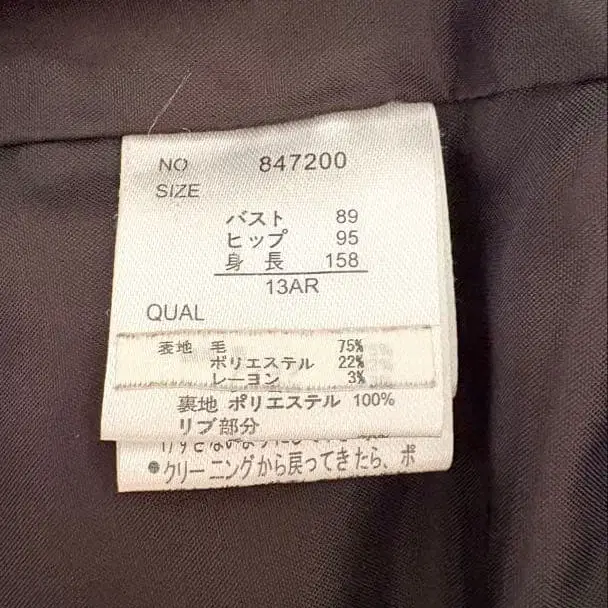 NO 847200
SIZE
バスト 89
ヒップ 95
身長 158
13AR
QUAL
表地 毛 75%
ポリエステル 22%
レーヨン 3%
裏地 ポリエステル 100%
リブ部分
●クリーニングから戻ってきたら、ポ